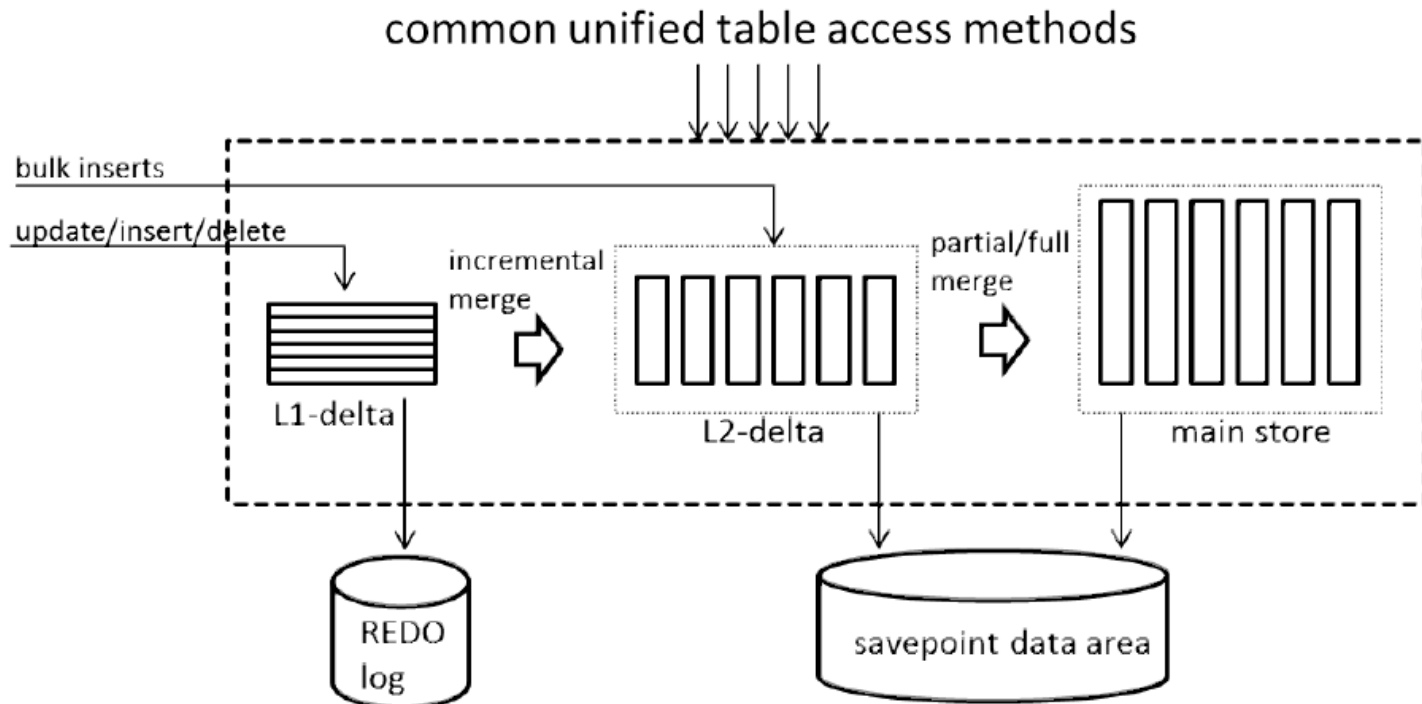 common unified table access methods
bulk inserts
update/insert/delete
incremental
merge
partial/full
merge
L1-delta
L2-delta
main store
REDO
log
savepoint data area